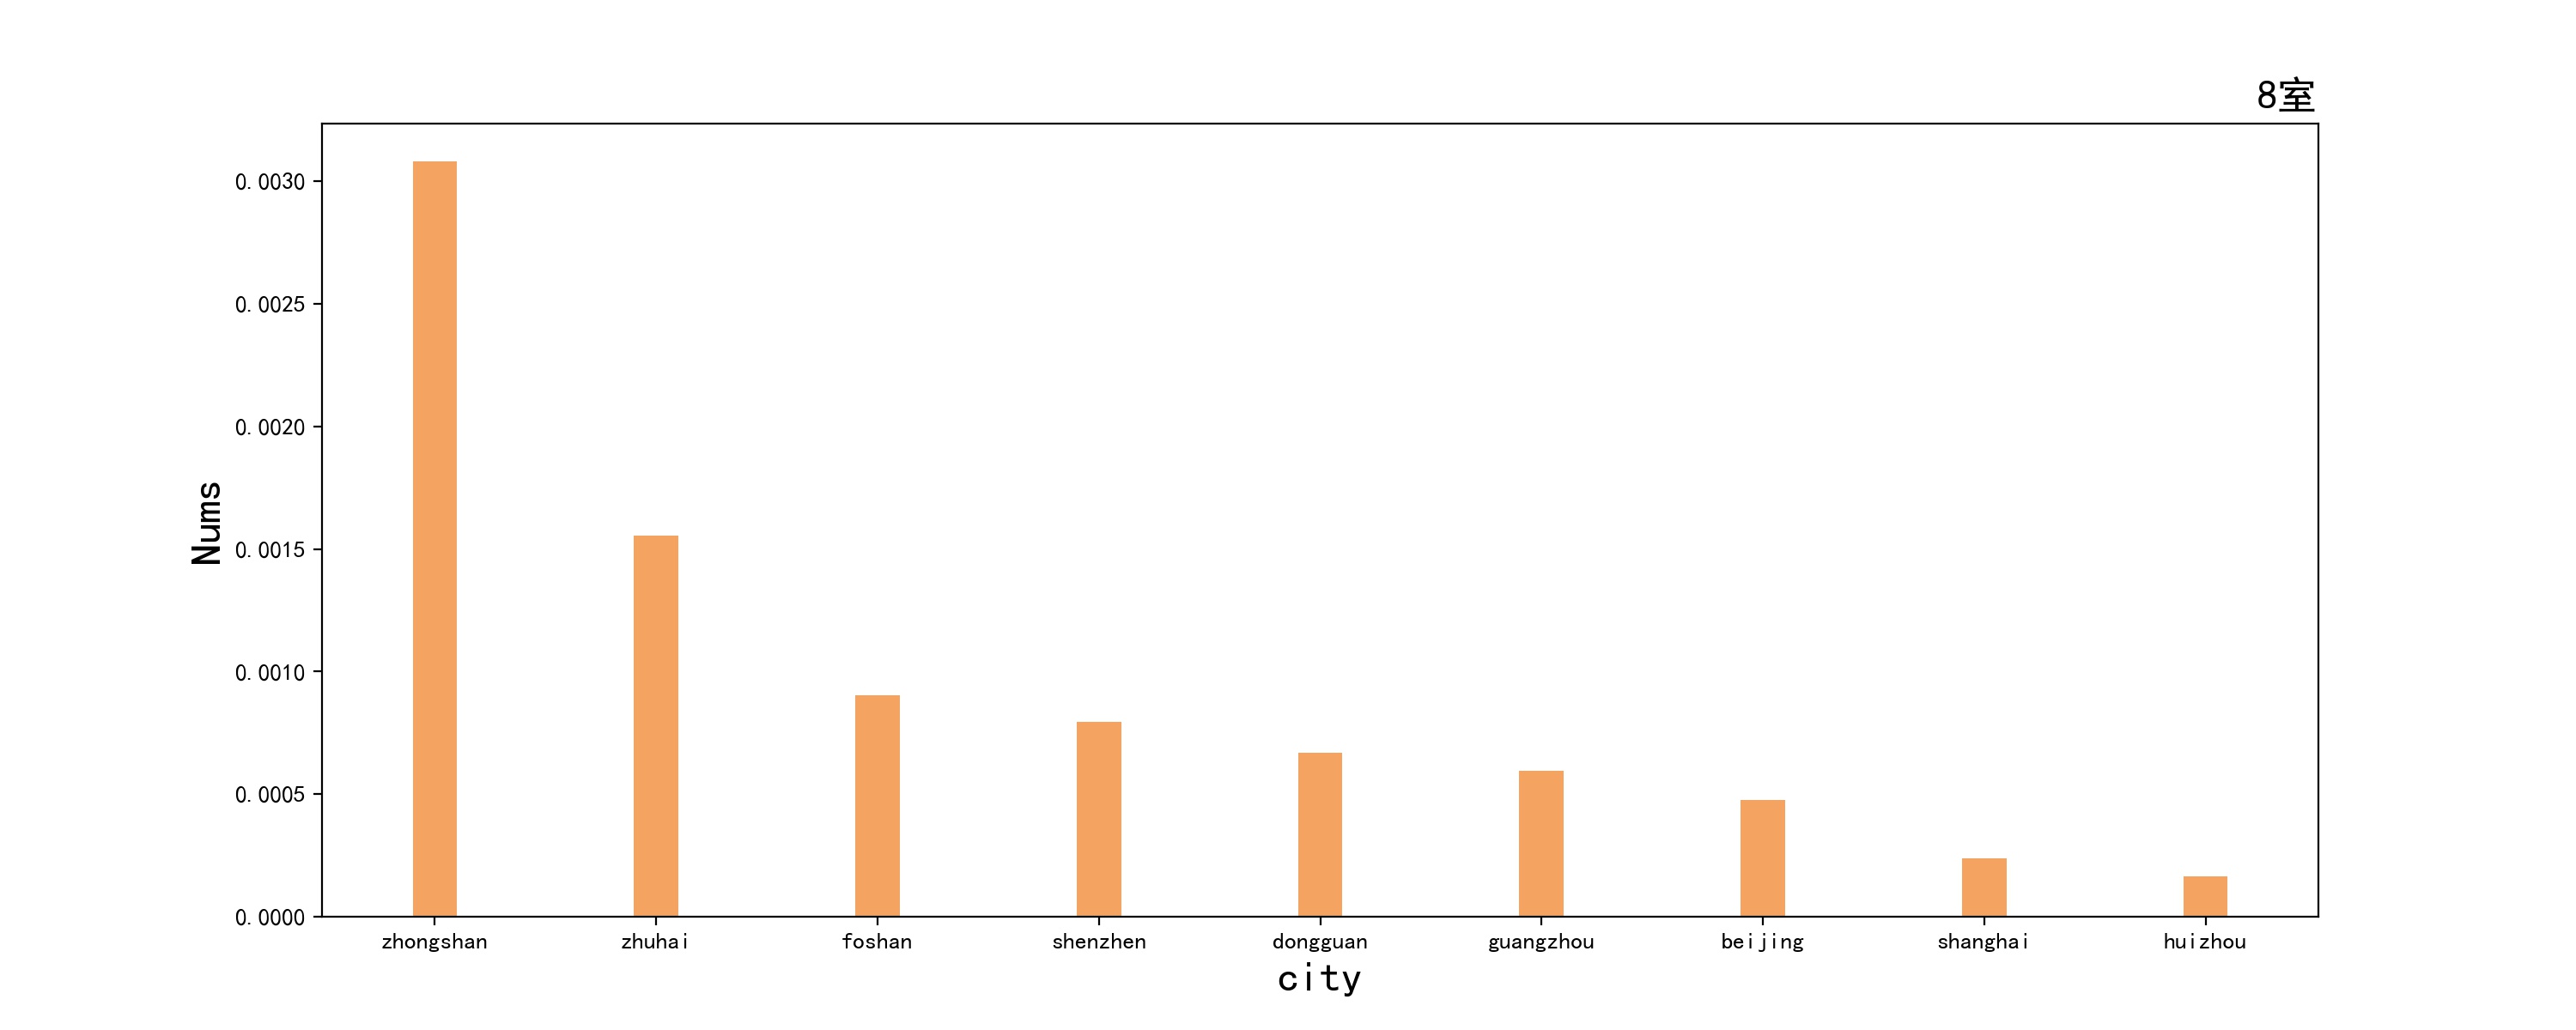 8室
0.0030
0.0025
0.0020
0.0015
0.0010
0.0005
0.0000
Nums
zhongshan zhuhai foshan shenzhen dongguan guangzhou beijing shanghai huizhou
city